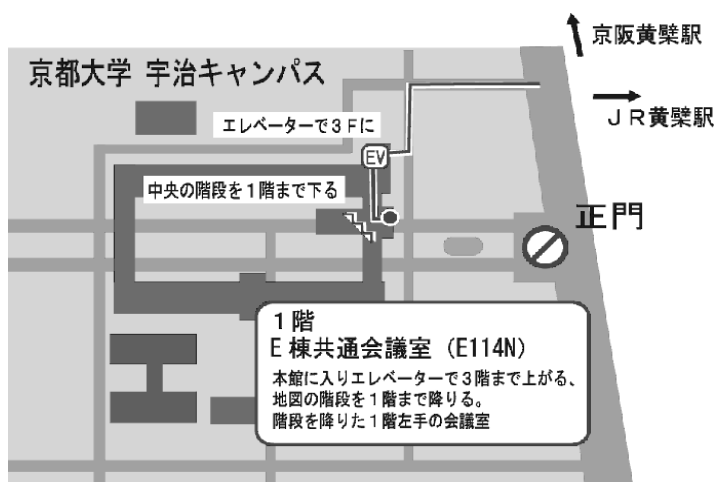 京阪黄檗駅
京都大学 宇治キャンパス
JR黄檗駅
エレベーターで3Fに
EV
中央の階段を1階まで下る
正門
1階
E棟共通会議室(E114N)
本館に入りエレベーターで3階まで上がる、
地図の階段を1階まで降りる。
階段を降りた1階左手の会議室